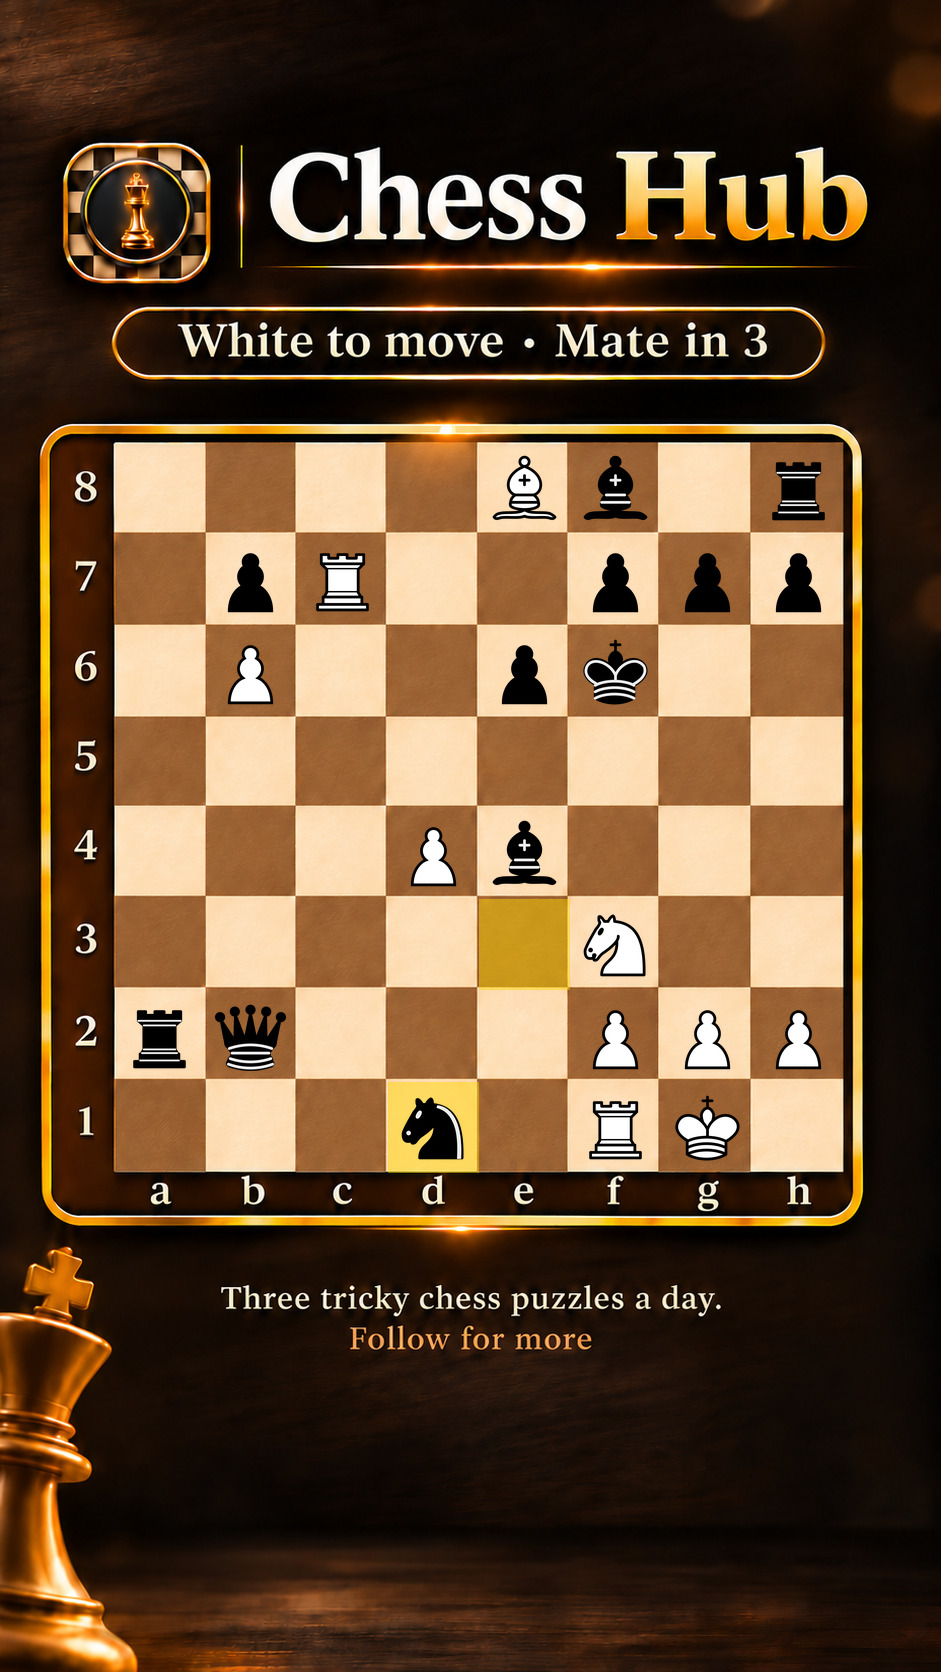 Chess Hub
White to move • Mate in 3
8
7
6
5
4
3
2
1
a b c d e f g h
Three tricky chess puzzles a day.
Follow for more